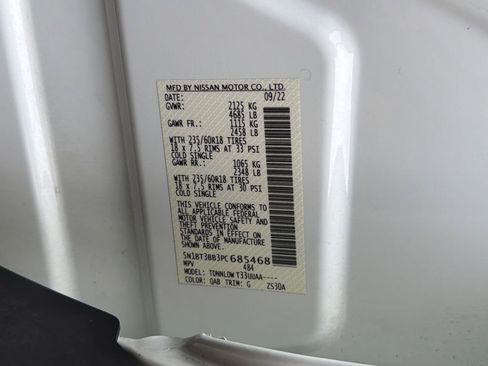 MFD BY NISSAN MOTOR CO., LTD.
DATE: 09/22
GVWR: 2125 KG
4685 LB
GAWR FR.: 1115 KG
2458 LB
WITH 235/60R18 TIRES
18 x 7.5 RIMS AT 33 PSI
COLD SINGLE
GAWR RR.: 1065 KG
2348 LB
WITH 235/60R18 TIRES
18 x 7.5 RIMS AT 30 PSI
COLD SINGLE
THIS VEHICLE CONFORMS TO
ALL APPLICABLE FEDERAL
MOTOR VEHICLE SAFETY AND
THEFT PREVENTION
STANDARDS IN EFFECT ON
THE DATE OF MFR SHOWN ABOVE.
5N1BT3BB3PC685468
MPV 484
MODEL: TDNNLOW T33UUAA----
COLOR: QAB TRIM: G ZS30A